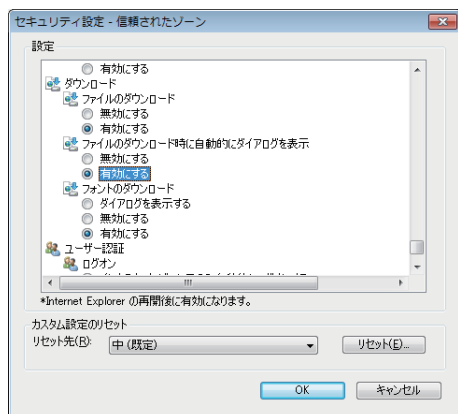 セキュリティ設定 - 信頼されたゾーン
設定
有効にする
ダウンロード
ファイルのダウンロード
無効にする
有効にする
ファイルのダウンロード時に自動的にダイアログを表示
無効にする
有効にする
フォントのダウンロード
ダイアログを表示する
無効にする
有効にする
ユーザー認証
ログオン
*Internet Explorer の再開後に有効になります。
カスタム設定のリセット
リセット先(R): 中 (既定) リセット(E)...
OK キャンセル